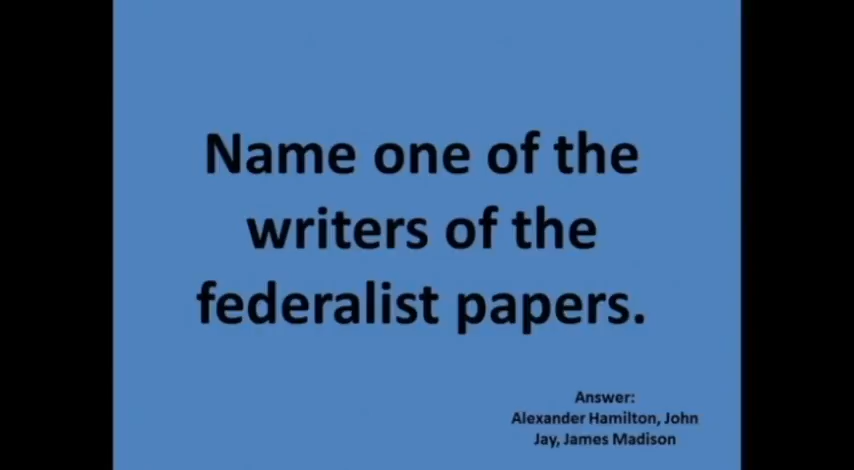 Name one of the
writers of the
federalist papers.
Answer:
Alexander Hamilton, John
Jay, James Madison